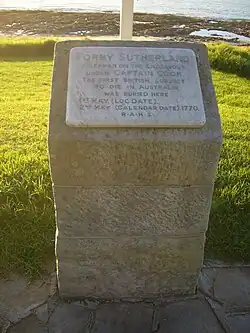 FORBY SUTHERLAND
A SEAMAN ON THE ENDEAVOUR
UNDER CAPTAIN COOK
THE FIRST BRITISH SUBJECT
TO DIE IN AUSTRALIA
WAS BURIED HERE
1ST MAY (LOG DATE)
2ND MAY (CALENDAR DATE) 1770.
R.A.H.S.